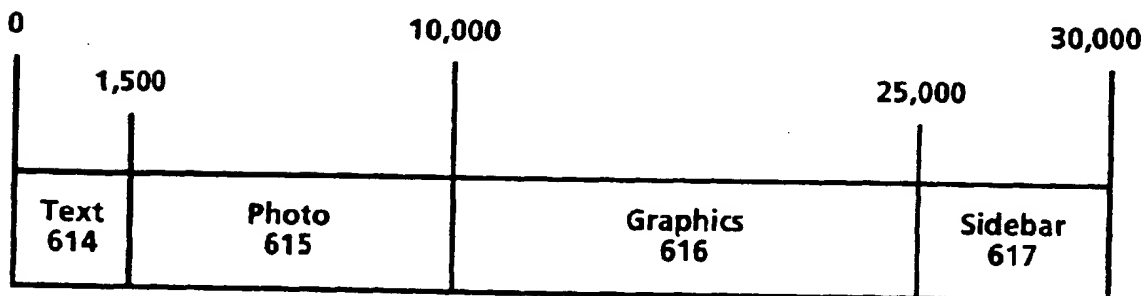 0
10,000
30,000
1,500
25,000
Text
614
Photo
615
Graphics
616
Sidebar
617